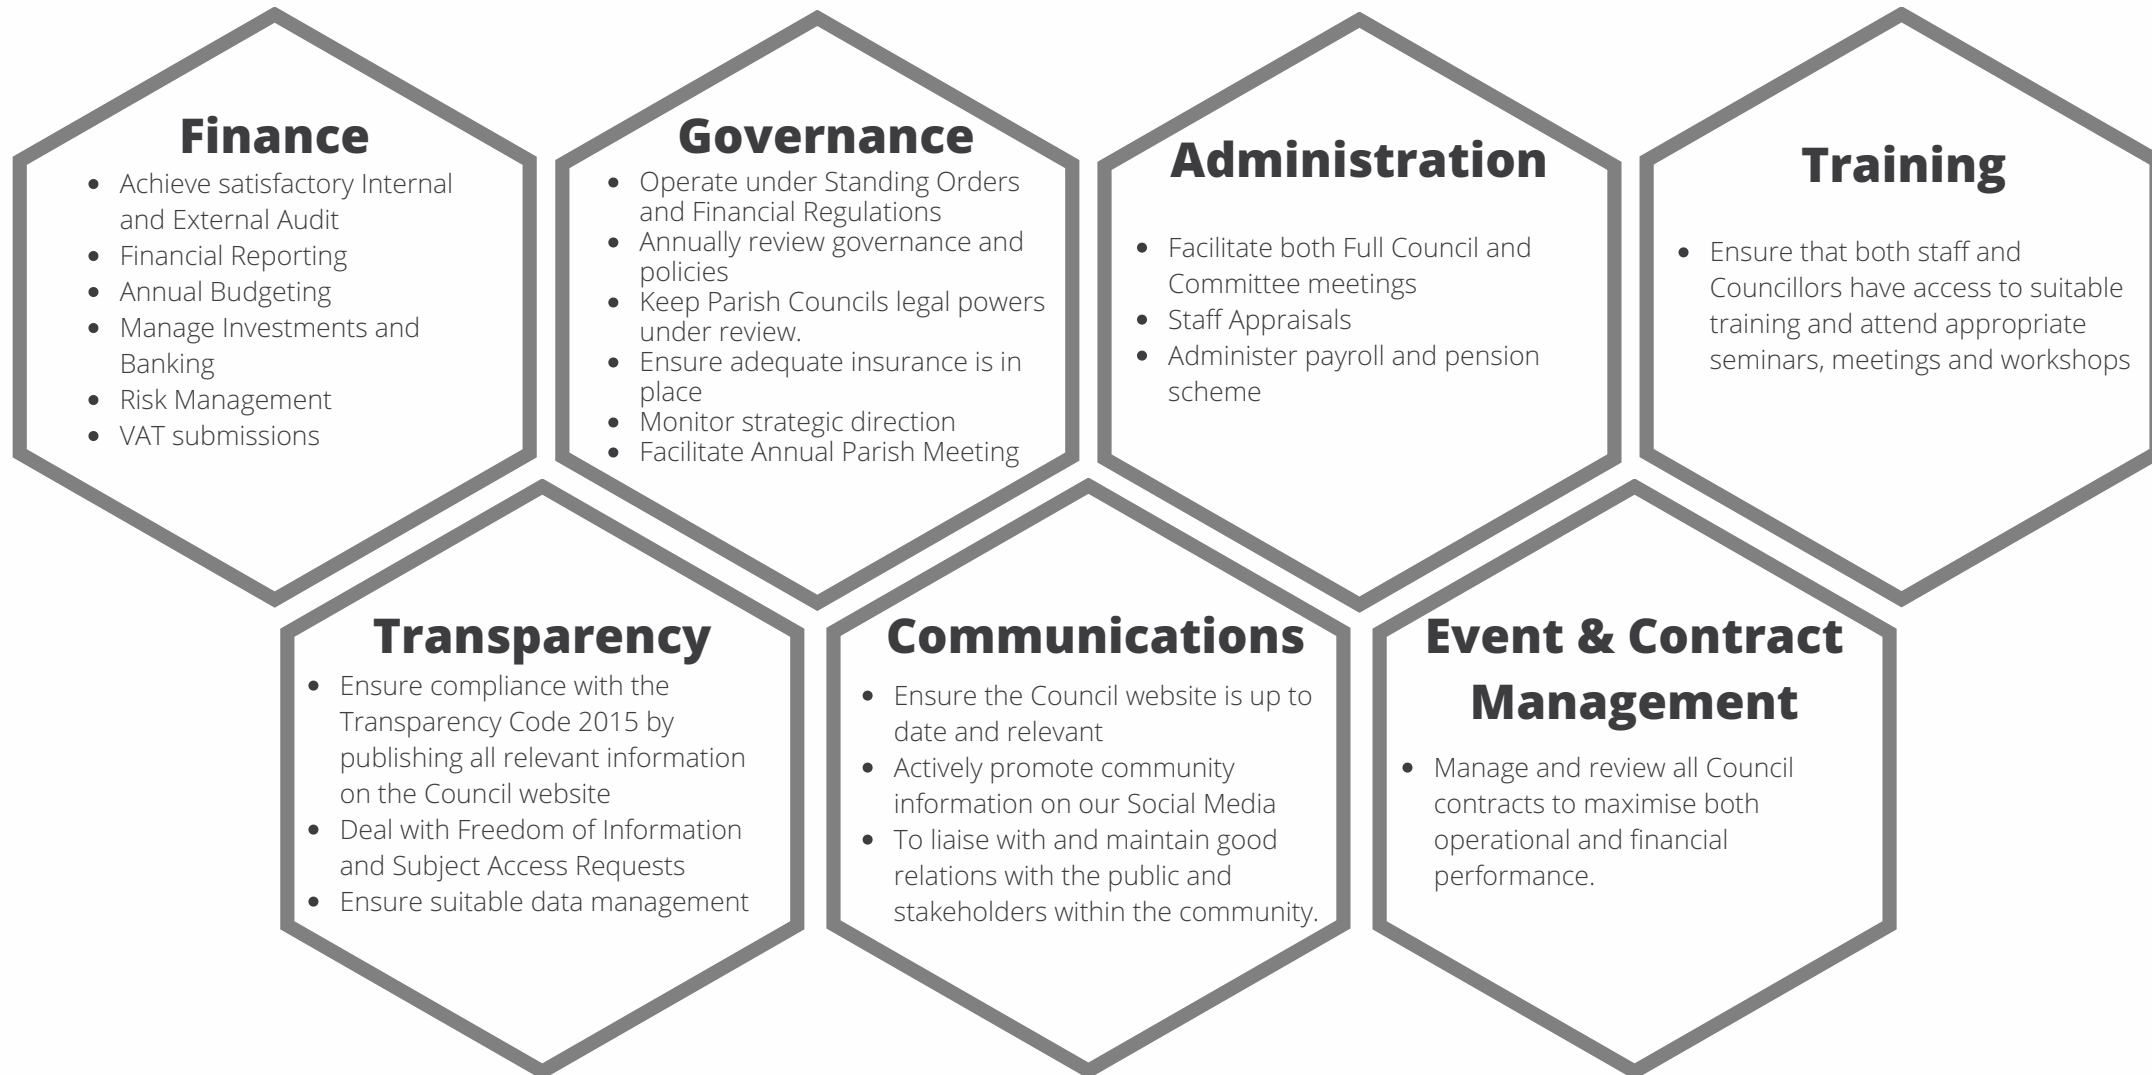 Finance
• Achieve satisfactory Internal
and External Audit
• Financial Reporting
• Annual Budgeting
• Manage Investments and
Banking
• Risk Management
• VAT submissions
Governance
• Operate under Standing Orders
and Financial Regulations
• Annually review governance and
policies
• Keep Parish Councils legal powers
under review.
• Ensure adequate insurance is in
place
• Monitor strategic direction
• Facilitate Annual Parish Meeting
Administration
• Facilitate both Full Council and
Committee meetings
• Staff Appraisals
• Administer payroll and pension
scheme
Training
• Ensure that both staff and
Councillors have access to suitable
training and attend appropriate
seminars, meetings and workshops
Transparency
• Ensure compliance with the
Transparency Code 2015 by
publishing all relevant information
on the Council website
• Deal with Freedom of Information
and Subject Access Requests
• Ensure suitable data management
Communications
• Ensure the Council website is up to
date and relevant
• Actively promote community
information on our Social Media
• To liaise with and maintain good
relations with the public and
stakeholders within the community.
Event & Contract
Management
• Manage and review all Council
contracts to maximise both
operational and financial
performance.